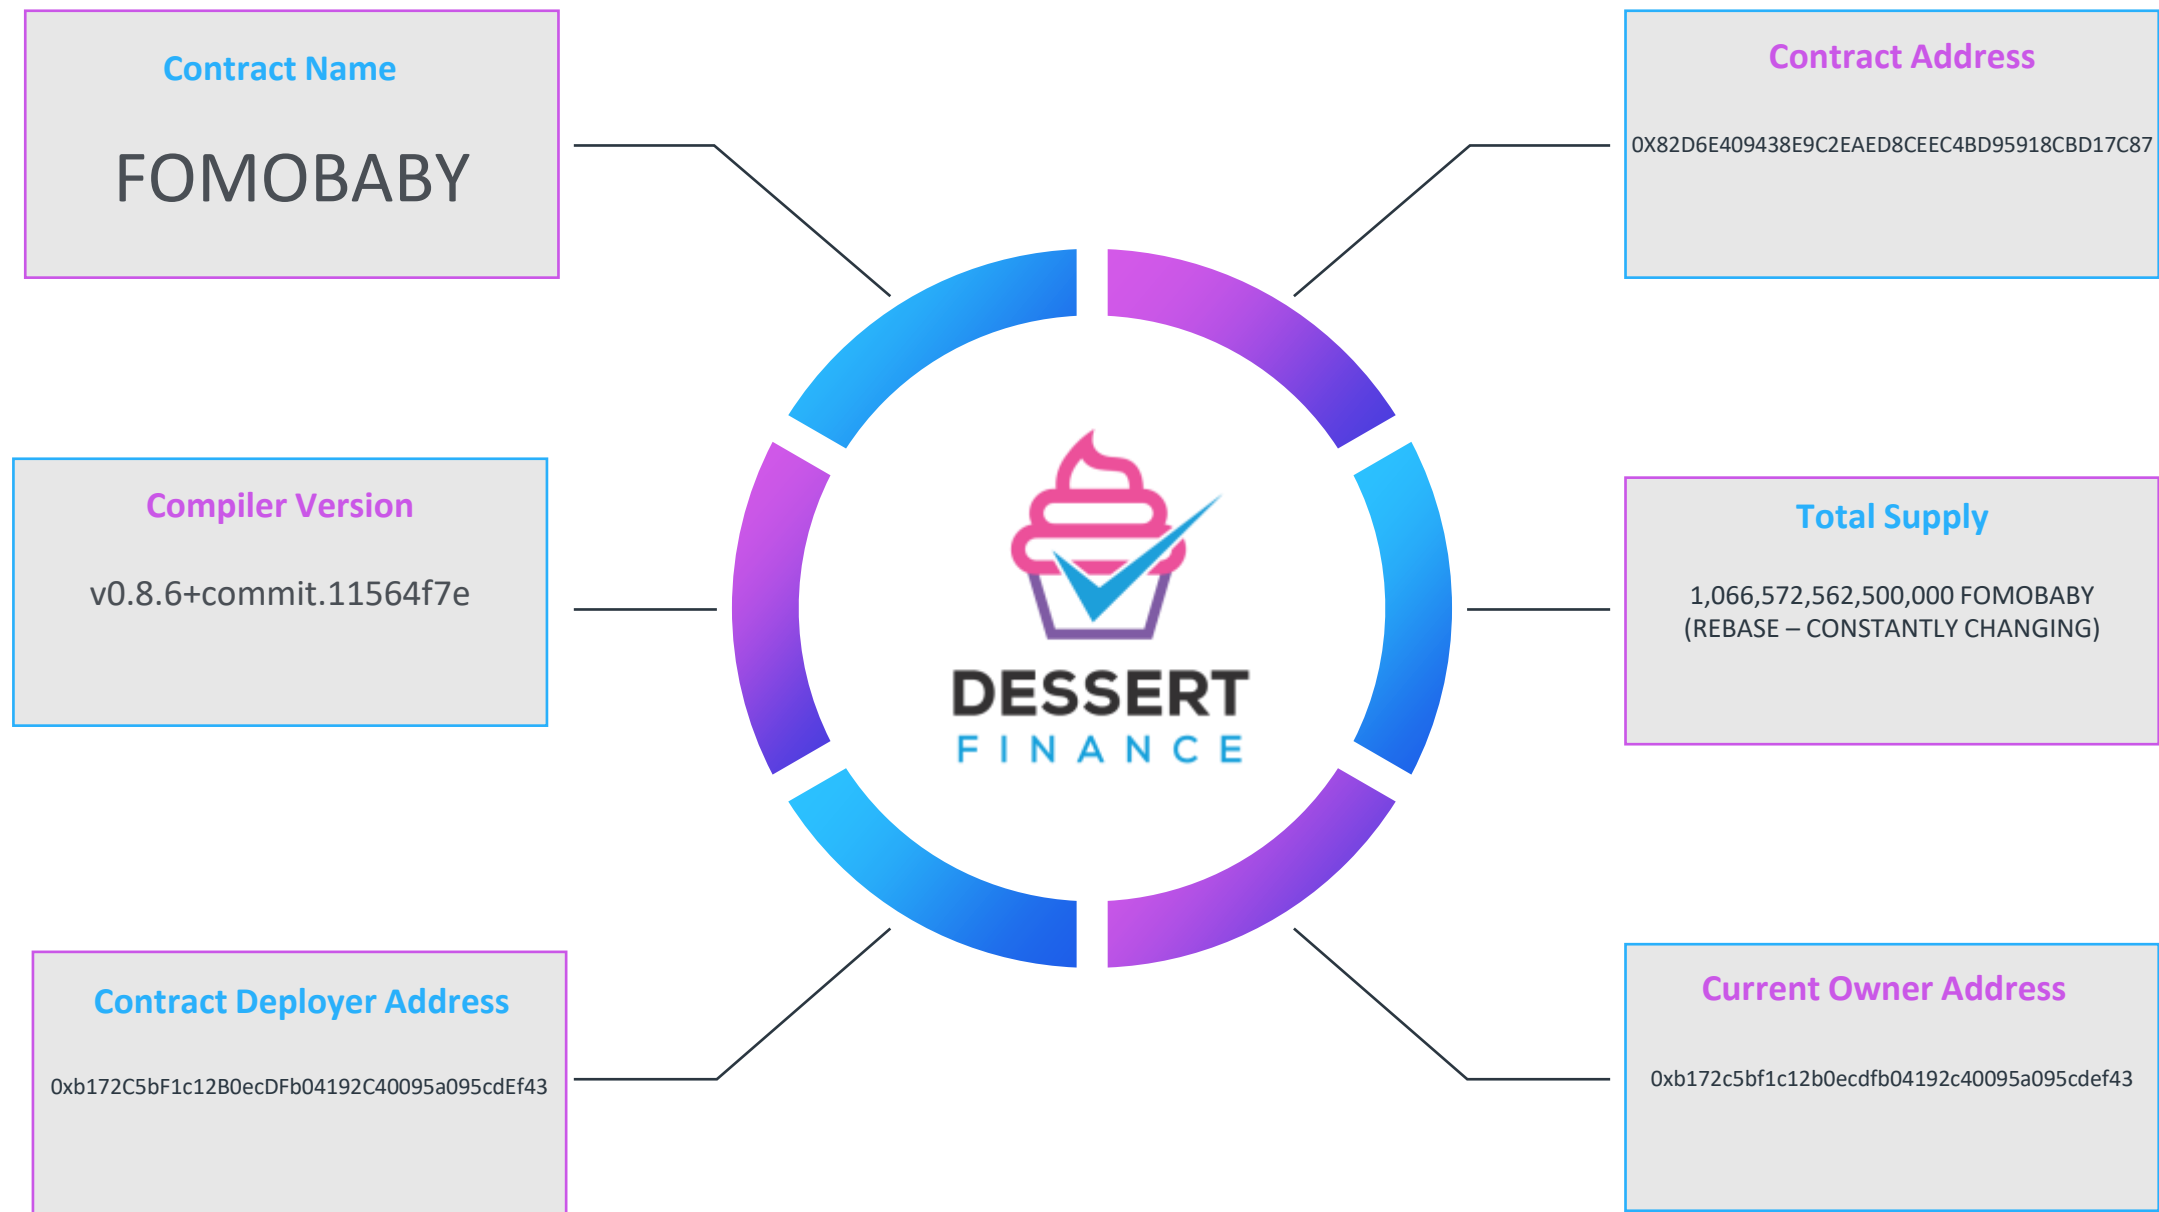 Contract Name
FOMOBABY
Contract Address
0X82D6E409438E9C2EAED8CEEC4BD95918CBD17C87
Compiler Version
v0.8.6+commit.11564f7e
DESSERT
FINANCE
Total Supply
1,066,572,562,500,000 FOMOBABY
(REBASE – CONSTANTLY CHANGING)
Contract Deployer Address
0xb172C5bF1c12B0ecDFb04192C40095a095cdEf43
Current Owner Address
0xb172c5bf1c12b0ecdfb04192c40095a095cdef43